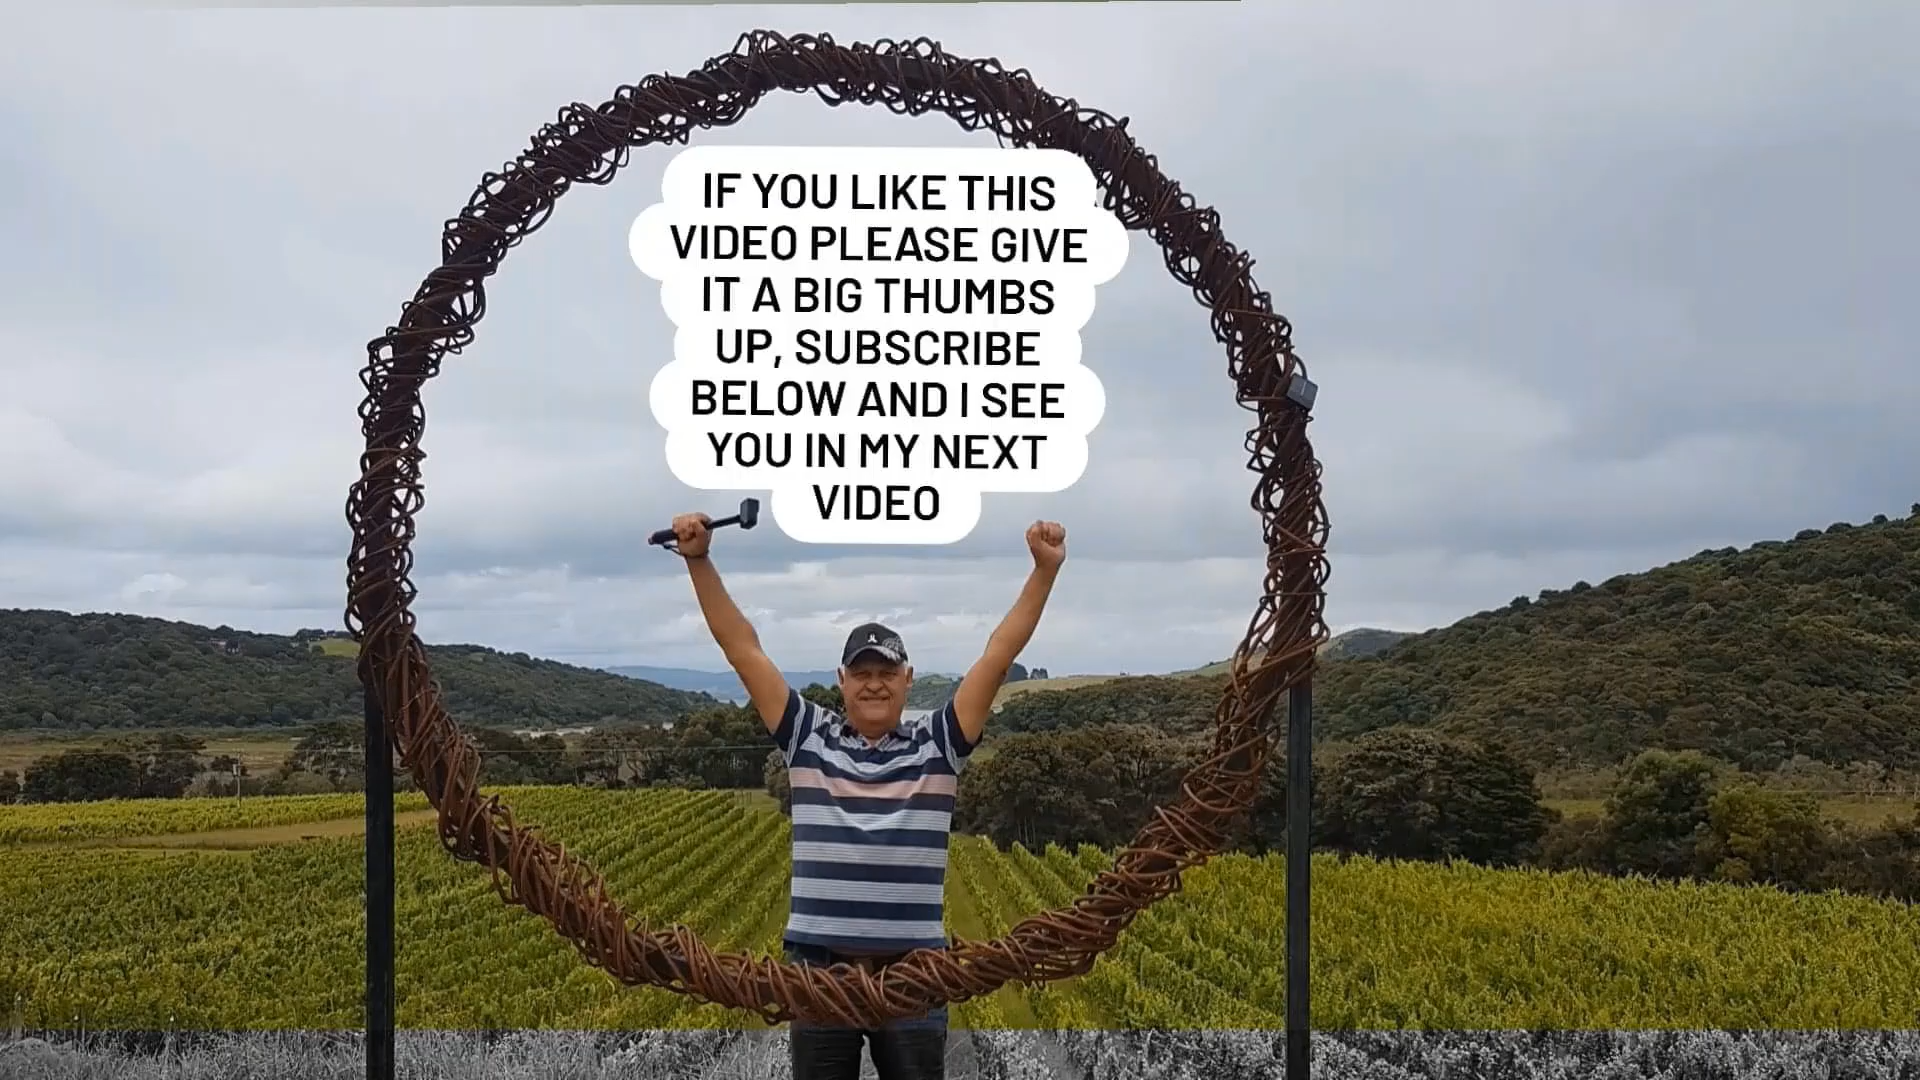 IF YOU LIKE THIS
VIDEO PLEASE GIVE
IT A BIG THUMBS
UP, SUBSCRIBE
BELOW AND I SEE
YOU IN MY NEXT
VIDEO